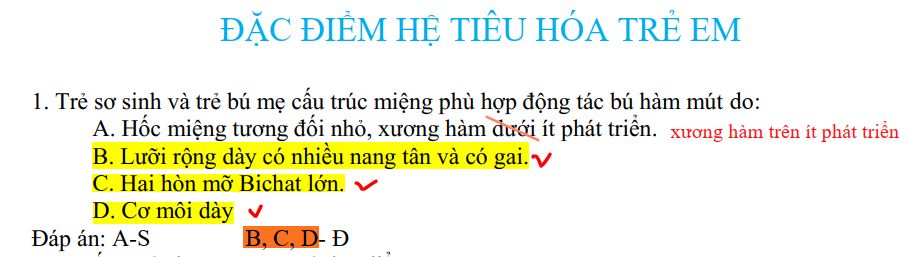 ĐẶC ĐIỂM HỆ TIÊU HÓA TRẺ EM
1. Trẻ sơ sinh và trẻ bú mẹ cấu trúc miệng phù hợp động tác bú hàm mút do:
A. Hốc miệng tương đối nhỏ, xương hàm dưới ít phát triển. xương hàm trên ít phát triển
B. Lưỡi rộng dày có nhiều nang tân và có gai.
C. Hai hòn mỡ Bichat lớn.
D. Cơ môi dày
Đáp án: A-S B, C, D- Đ